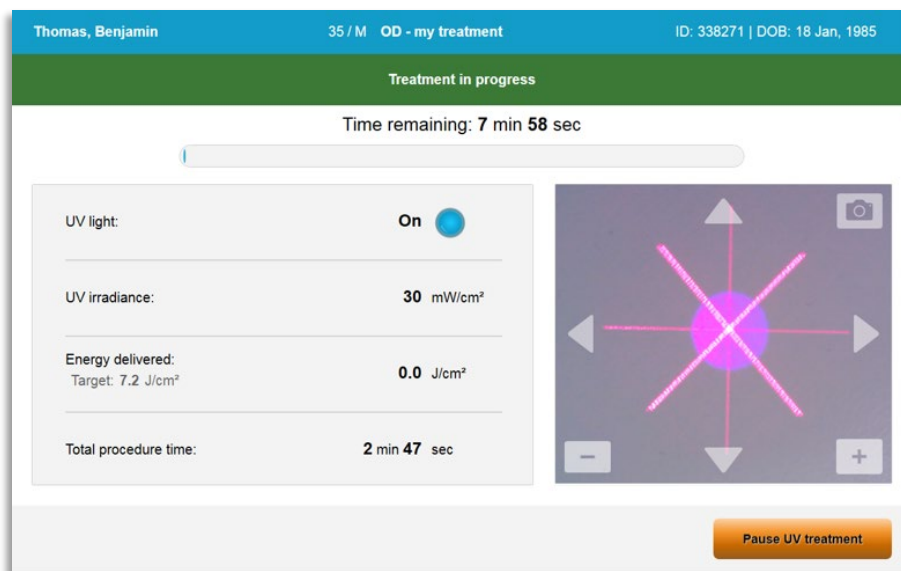 Thomas, Benjamin 35 / M OD - my treatment ID: 338271 | DOB: 18 Jan, 1985
Treatment in progress
Time remaining: 7 min 58 sec
UV light: On
UV irradiance: 30 mW/cm²
Energy delivered:
Target: 7.2 J/cm² 0.0 J/cm²
Total procedure time: 2 min 47 sec
Pause UV treatment